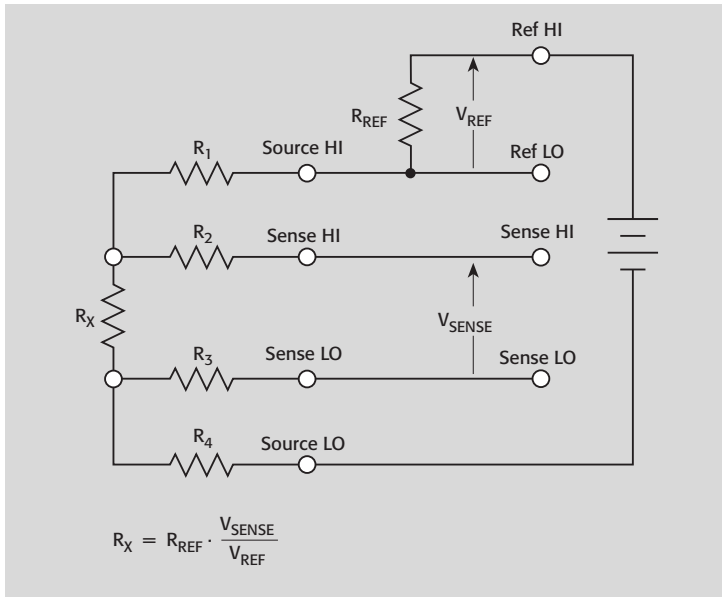 Ref HI
R_REF
V_REF
R_1
Source HI
Ref LO
R_2
Sense HI
Sense HI
R_X
V_SENSE
R_3
Sense LO
Sense LO
R_4
Source LO
R_X = R_REF · V_SENSE / V_REF